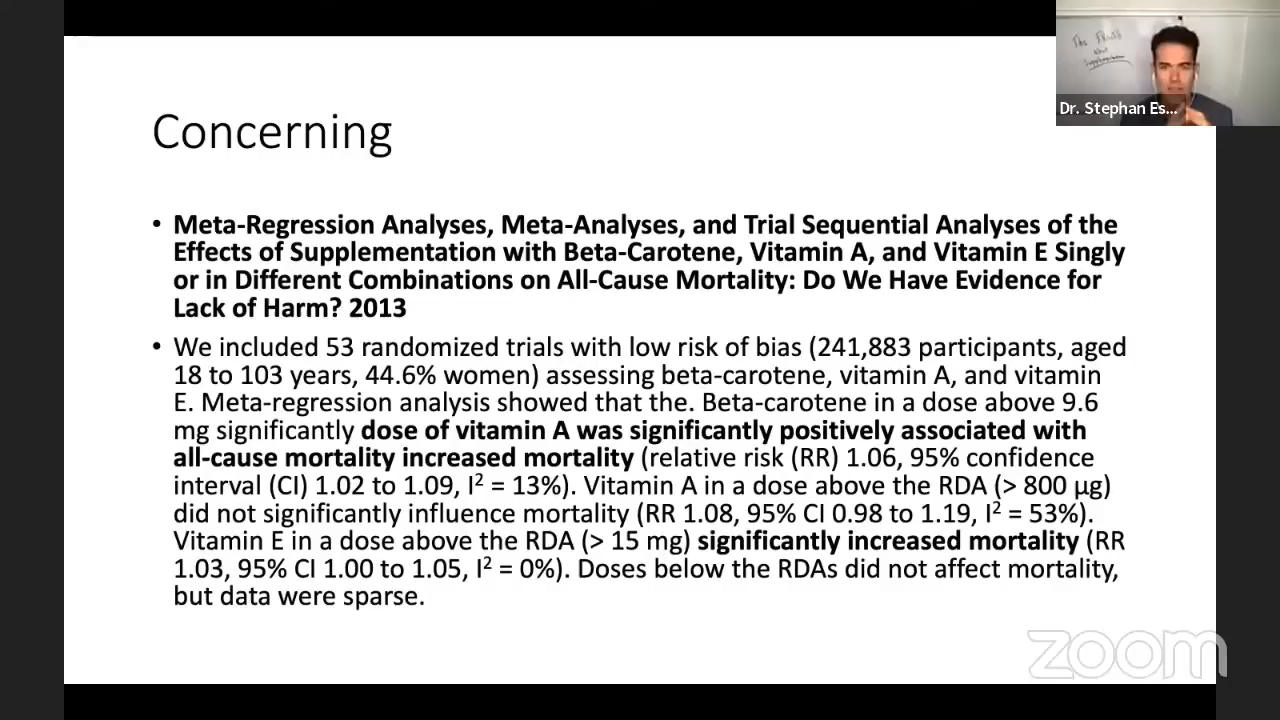 The Truth
About
Supplementation
Dr. Stephan Es...
Concerning
• Meta-Regression Analyses, Meta-Analyses, and Trial Sequential Analyses of the
Effects of Supplementation with Beta-Carotene, Vitamin A, and Vitamin E Singly
or in Different Combinations on All-Cause Mortality: Do We Have Evidence for
Lack of Harm? 2013
• We included 53 randomized trials with low risk of bias (241,883 participants, aged
18 to 103 years, 44.6% women) assessing beta-carotene, vitamin A, and vitamin
E. Meta-regression analysis showed that the. Beta-carotene in a dose above 9.6
mg significantly dose of vitamin A was significantly positively associated with
all-cause mortality increased mortality (relative risk (RR) 1.06, 95% confidence
interval (CI) 1.02 to 1.09, I² = 13%). Vitamin A in a dose above the RDA (> 800 μg)
did not significantly influence mortality (RR 1.08, 95% CI 0.98 to 1.19, I² = 53%).
Vitamin E in a dose above the RDA (> 15 mg) significantly increased mortality (RR
1.03, 95% CI 1.00 to 1.05, I² = 0%). Doses below the RDAs did not affect mortality,
but data were sparse.
zoom